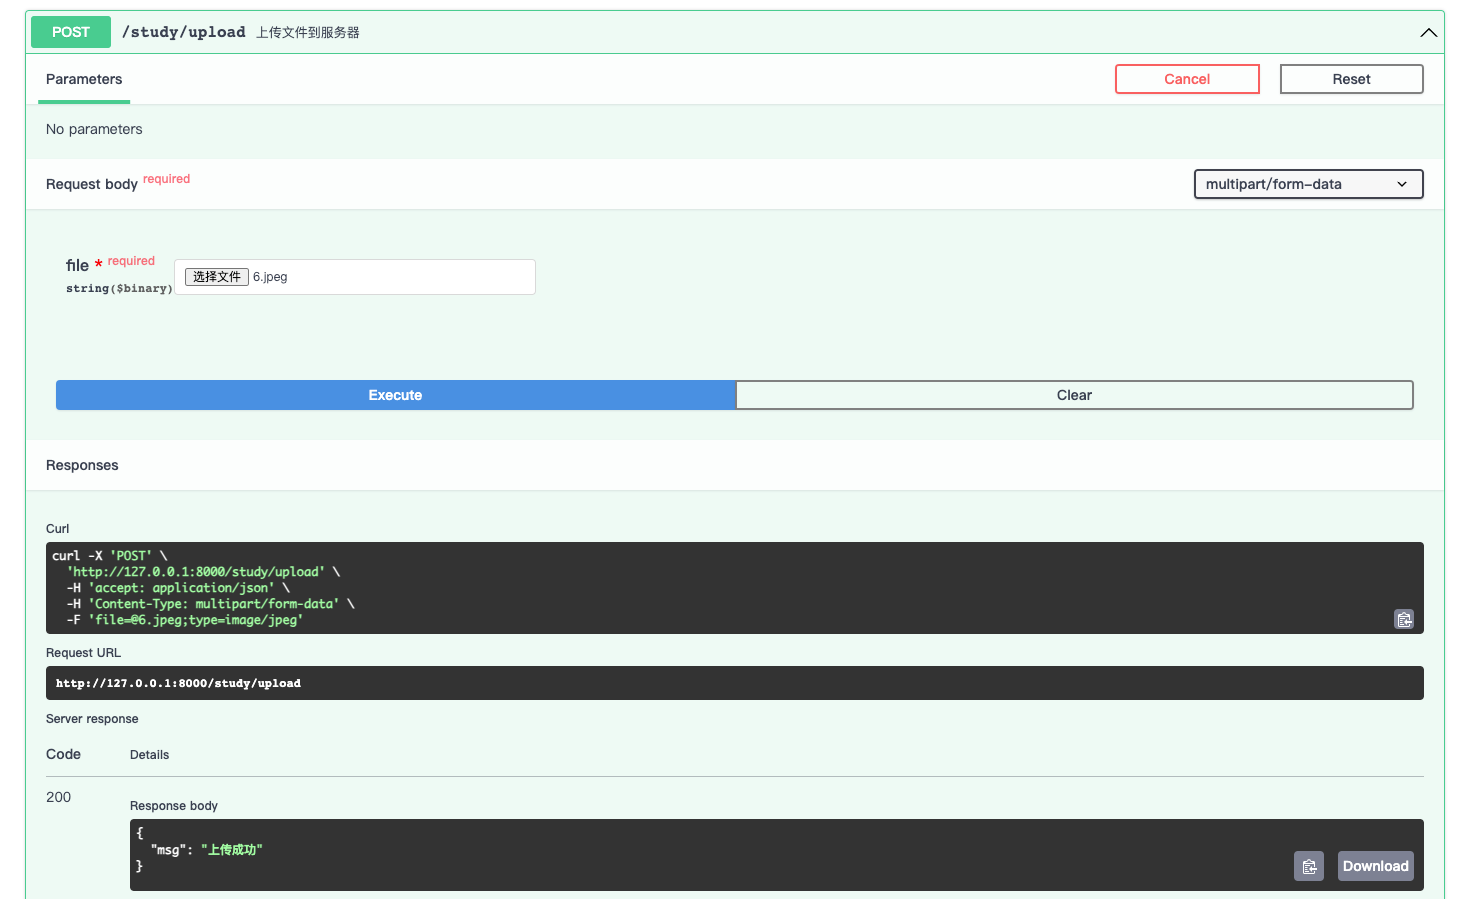 POST /study/upload 上传文件到服务器
Parameters
Cancel
Reset
No parameters
Request body required
multipart/form-data
file * required
string($binary)
选择文件 6.jpeg
Execute
Clear
Responses
Curl
curl -X 'POST' \
'http://127.0.0.1:8000/study/upload' \
-H 'accept: application/json' \
-H 'Content-Type: multipart/form-data' \
-F 'file=@6.jpeg;type=image/jpeg'
Request URL
http://127.0.0.1:8000/study/upload
Server response
Code Details
200
Response body
{
"msg": "上传成功"
}
Download